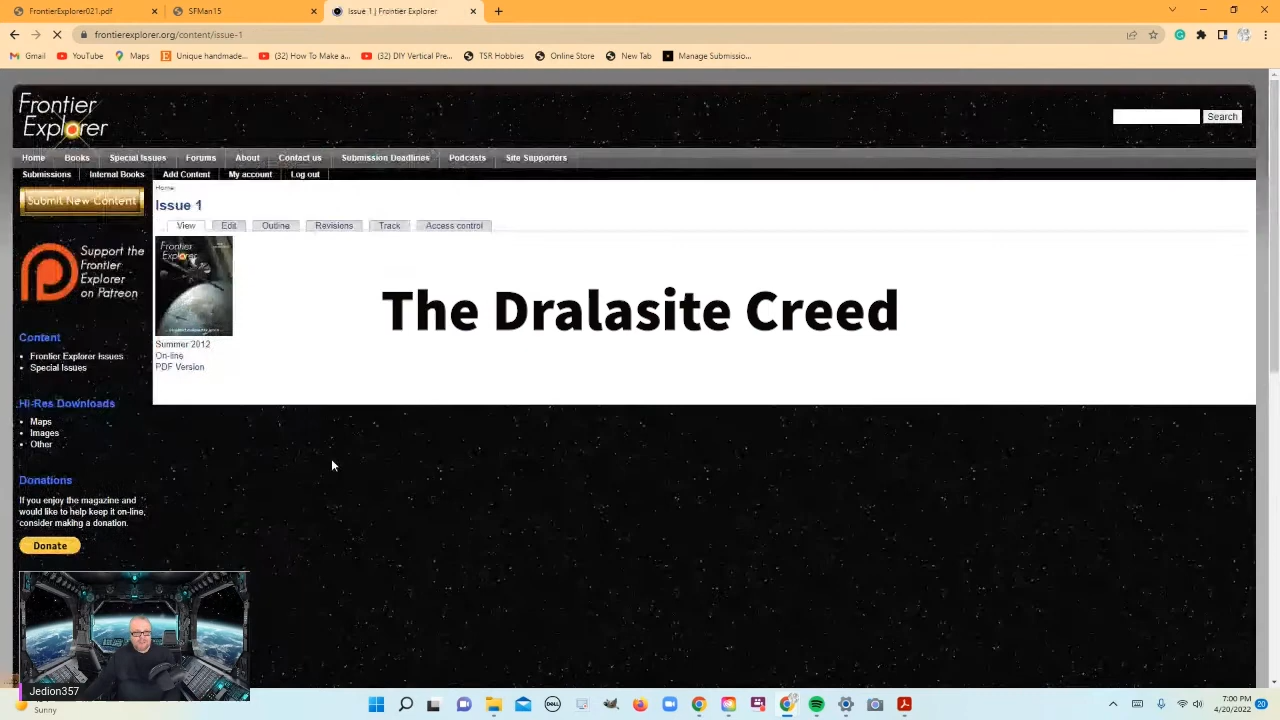 FrontierExplorer021.pdf
SFMan15
Issue 1 | Frontier Explorer
frontierexplorer.org/content/issue-1
Gmail
YouTube
Maps
Unique handmade...
(32) How To Make a...
(32) DIY Vertical Pre...
TSR Hobbies
Online Store
New Tab
Manage Submissio...
Frontier
Explorer
Search
Home Books Special Issues Forums About Contact us Submission Deadlines Podcasts Site Supporters
Submissions Internal Books Add Content My account Log out
Submit New Content
Home
Issue 1
View Edit Outline Revisions Track Access control
Support the
Frontier
Explorer
on Patreon
Frontier
Explorer
The Dralasite Creed
Summer 2012
On-line
PDF Version
Content
Frontier Explorer Issues
Special Issues
Hi-Res Downloads
Maps
Images
Other
Donations
If you enjoy the magazine and
would like to help keep it on-line,
consider making a donation.
Donate
Jedion357
Sunny
DELL
7:00 PM
4/20/2022
20